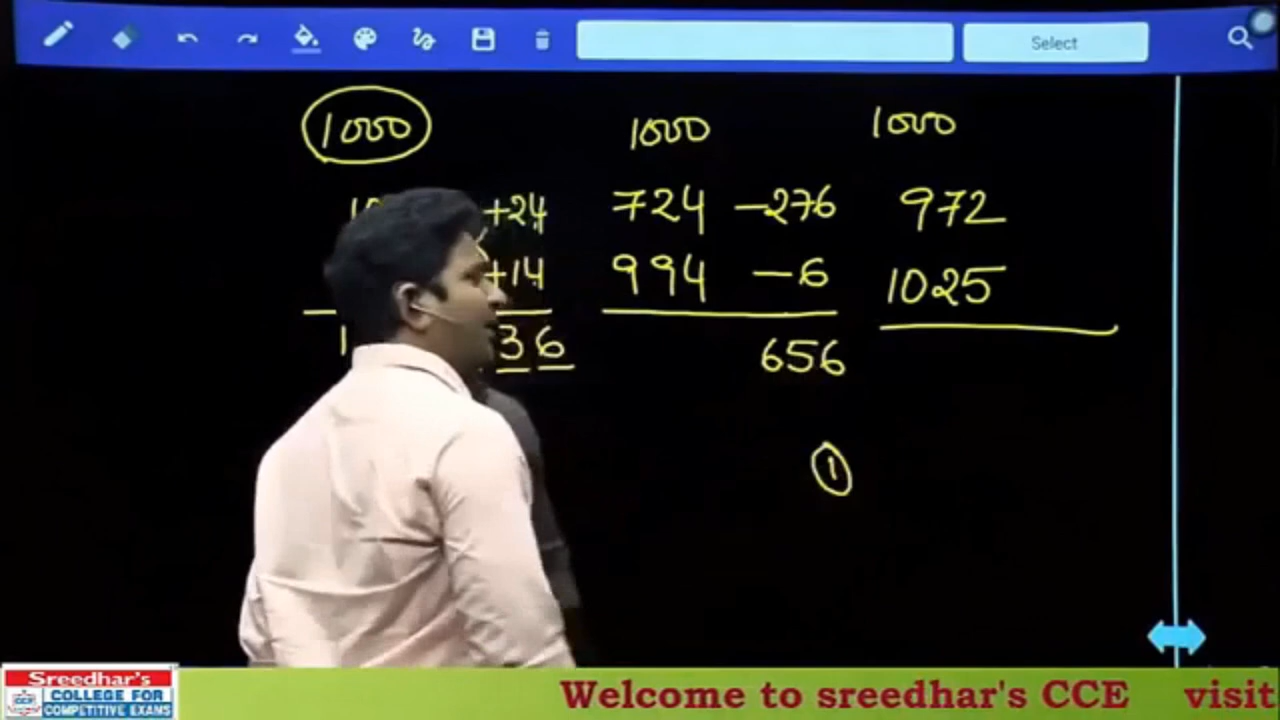 Select
1000 1000 1000
+24 724 -276 972
+14 994 -6 1025
36 656
1
Sreedhar's
CCE
COLLEGE FOR
COMPETITIVE EXAMS
Welcome to sreedhar's CCE visit